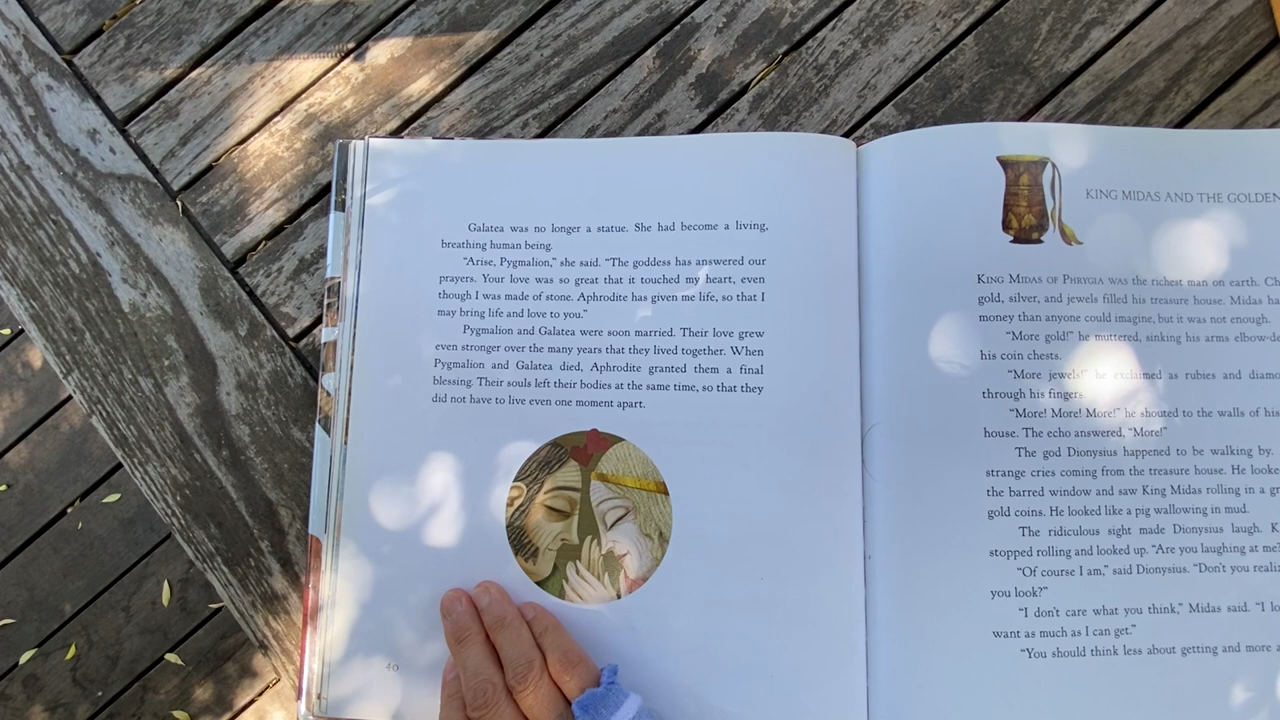 Galatea was no longer a statue. She had become a living,
breathing human being.
“Arise, Pygmalion,” she said. “The goddess has answered our
prayers. Your love was so great that it touched my heart, even
though I was made of stone. Aphrodite has given me life, so that I
may bring life and love to you.”
Pygmalion and Galatea were soon married. Their love grew
even stronger over the many years that they lived together. When
Pygmalion and Galatea died, Aphrodite granted them a final
blessing. Their souls left their bodies at the same time, so that they
did not have to live even one moment apart.
40
KING MIDAS AND THE GOLDEN
KING MIDAS OF PHRYGIA was the richest man on earth.
gold, silver, and jewels filled his treasure house. Midas
money than anyone could imagine, but it was not enough.
“More gold!” he muttered, sinking his arms
his coin chests.
“More jewels!” he exclaimed as rubies and
through his fingers.
“More! More! More!” he shouted to the walls of his
house. The echo answered, “More!”
The god Dionysius happened to be walking by.
strange cries coming from the treasure house. He
the barred window and saw King Midas rolling in a
gold coins. He looked like a pig wallowing in mud.
The ridiculous sight made Dionysius laugh.
stopped rolling and looked up. “Are you laughing at me?
“Of course I am,” said Dionysius. “Don’t you
you look?”
“I don’t care what you think,” Midas said. “I
want as much as I can get.”
“You should think less about getting and more